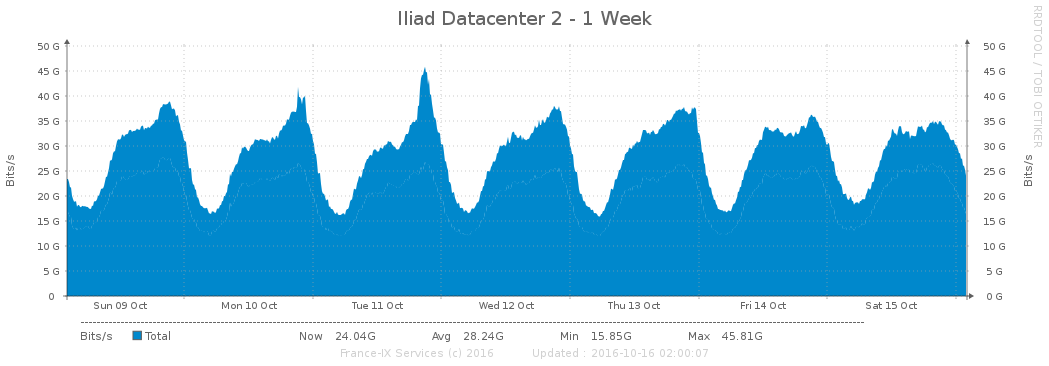 Iliad Datacenter 2 - 1 Week
RRDTOOL / TOBI OETIKER
Bits/s
Bits/s
50 G 50 G
45 G 45 G
40 G 40 G
35 G 35 G
30 G 30 G
25 G 25 G
20 G 20 G
15 G 15 G
10 G 10 G
5 G 5 G
0 0 G
Sun 09 Oct Mon 10 Oct Tue 11 Oct Wed 12 Oct Thu 13 Oct Fri 14 Oct Sat 15 Oct
Bits/s Total Now 24.04G Avg 28.24G Min 15.85G Max 45.81G
France-IX Services (c) 2016 Updated : 2016-10-16 02:00:07